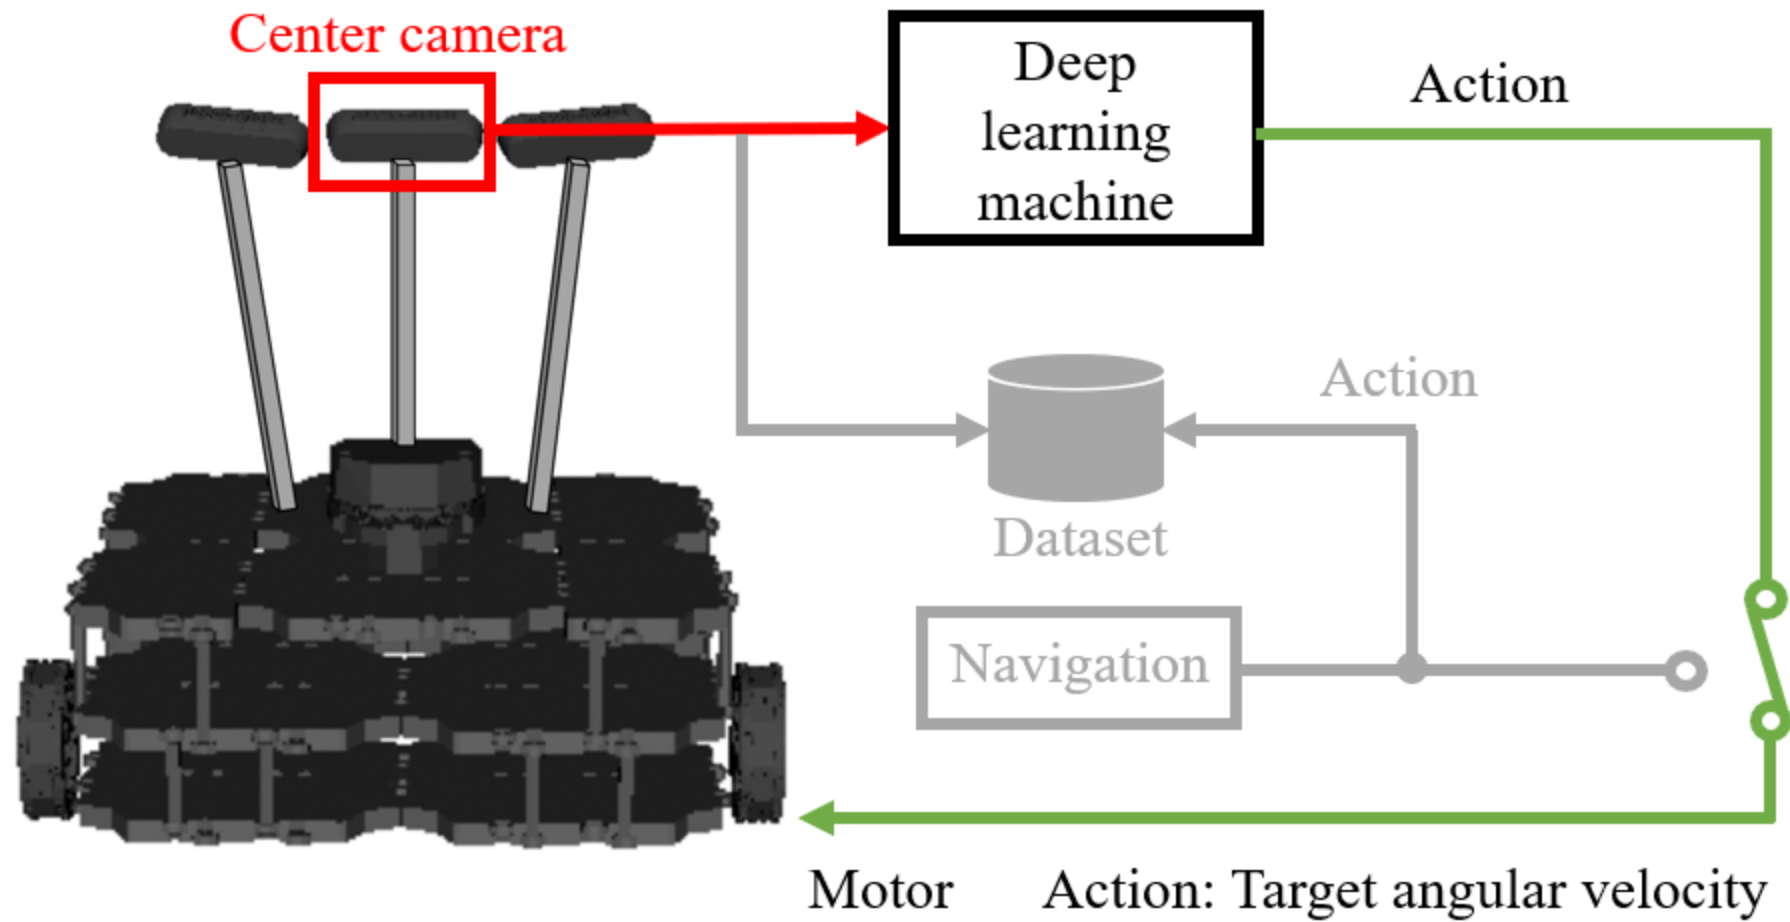 Center camera
Deep
learning
machine
Action
Action
Dataset
Navigation
Motor
Action: Target angular velocity